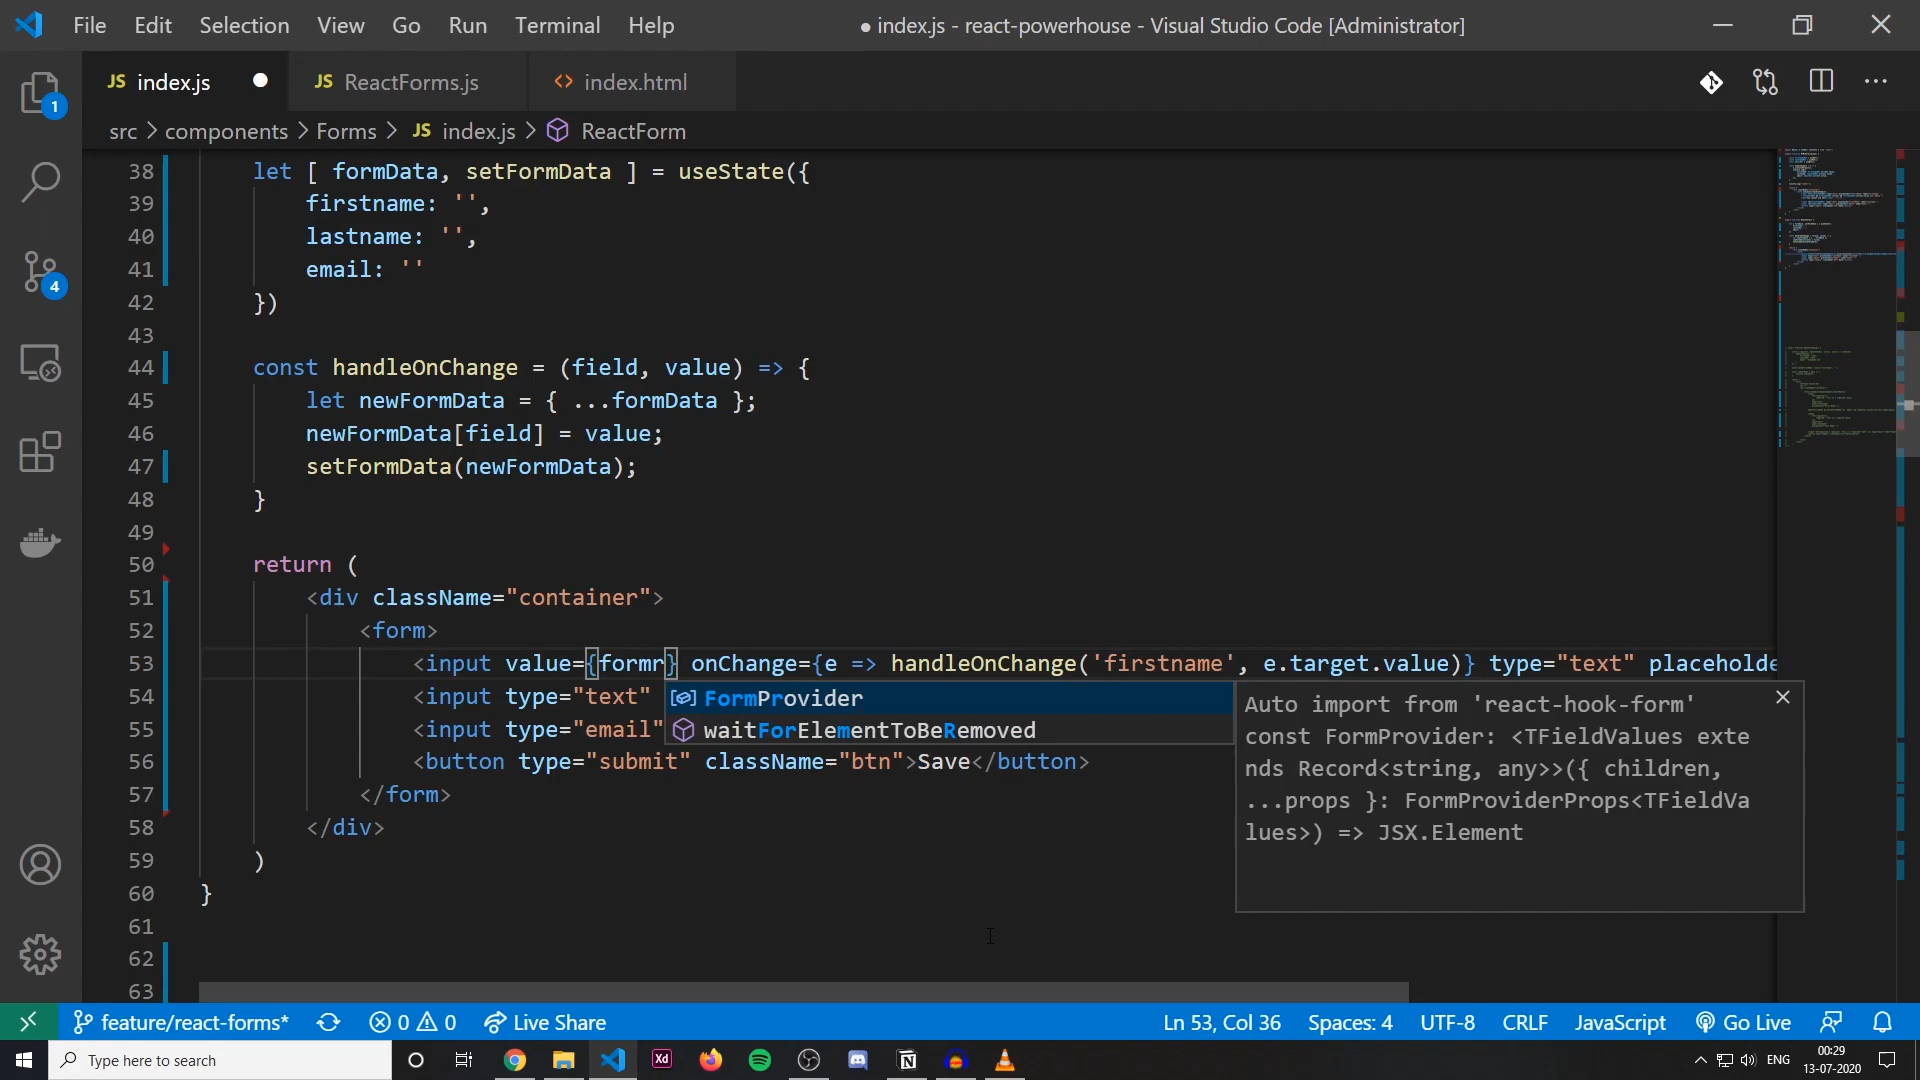 File Edit Selection View Go Run Terminal Help
● index.js - react-powerhouse - Visual Studio Code [Administrator]
JS index.js
JS ReactForms.js
<> index.html
src > components > Forms > JS index.js > ReactForm
1
4
38 let [ formData, setFormData ] = useState({
39 firstname: '',
40 lastname: '',
41 email: ''
42 })
43
44 const handleOnChange = (field, value) => {
45 let newFormData = { ...formData };
46 newFormData[field] = value;
47 setFormData(newFormData);
48 }
49
50 return (
51 <div className="container">
52 <form>
53 <input value={formr} onChange={e => handleOnChange('firstname', e.target.value)} type="text" placeholde
54 <input type="text"
55 <input type="email"
56 <button type="submit" className="btn">Save</button>
57 </form>
58 </div>
59 )
60 }
61
62
63
FormProvider
waitForElementToBeRemoved
Auto import from 'react-hook-form'
const FormProvider: <TFieldValues exte
nds Record<string, any>>({ children,
...props }: FormProviderProps<TFieldVa
lues>) => JSX.Element
feature/react-forms* 0 0 Live Share
Ln 53, Col 36 Spaces: 4 UTF-8 CRLF JavaScript Go Live
Type here to search
Xd
N
ENG
00:29
13-07-2020